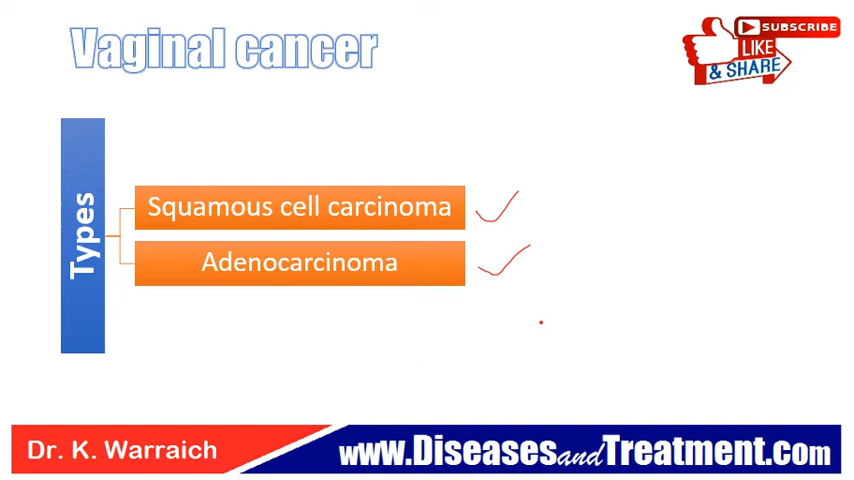 Vaginal cancer
SUBSCRIBE
LIKE
& SHARE
Types
Squamous cell carcinoma
Adenocarcinoma
Dr. K. Warraich
www.DiseasesandTreatment.com